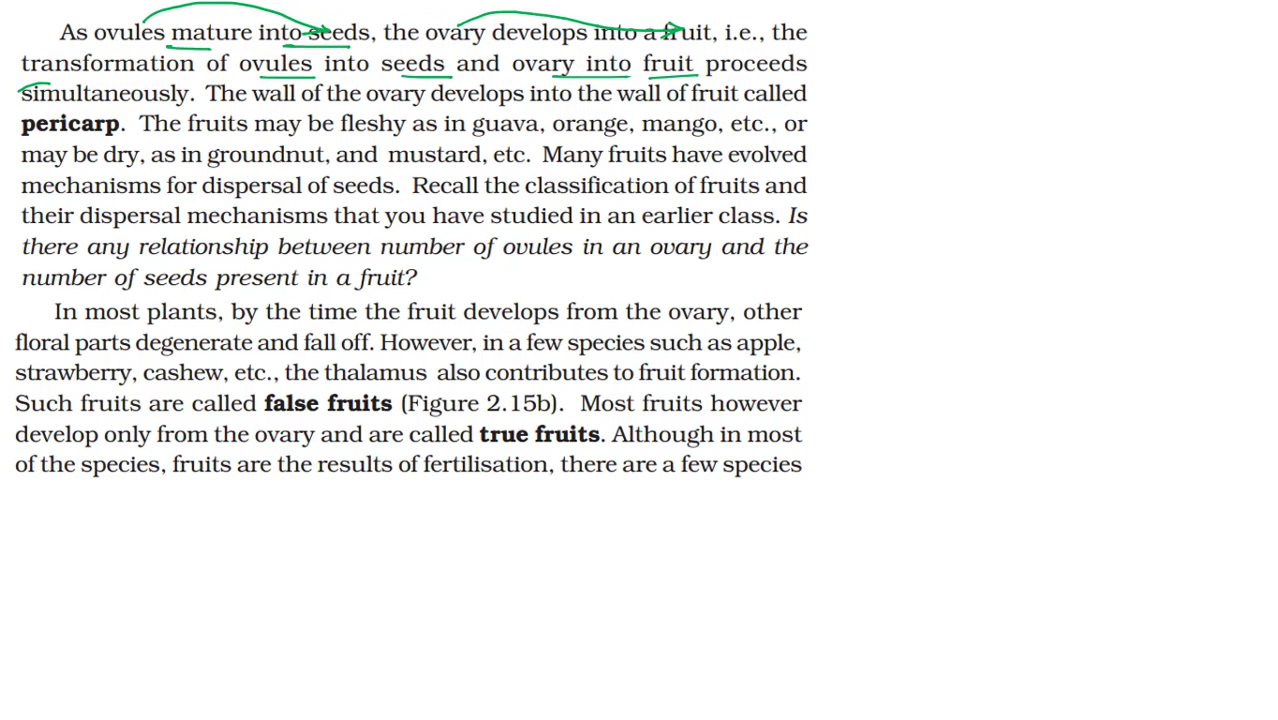 As ovules mature into seeds, the ovary develops into a fruit, i.e., the
transformation of ovules into seeds and ovary into fruit proceeds
simultaneously. The wall of the ovary develops into the wall of fruit called
pericarp. The fruits may be fleshy as in guava, orange, mango, etc., or
may be dry, as in groundnut, and mustard, etc. Many fruits have evolved
mechanisms for dispersal of seeds. Recall the classification of fruits and
their dispersal mechanisms that you have studied in an earlier class. Is
there any relationship between number of ovules in an ovary and the
number of seeds present in a fruit?
In most plants, by the time the fruit develops from the ovary, other
floral parts degenerate and fall off. However, in a few species such as apple,
strawberry, cashew, etc., the thalamus also contributes to fruit formation.
Such fruits are called false fruits (Figure 2.15b). Most fruits however
develop only from the ovary and are called true fruits. Although in most
of the species, fruits are the results of fertilisation, there are a few species